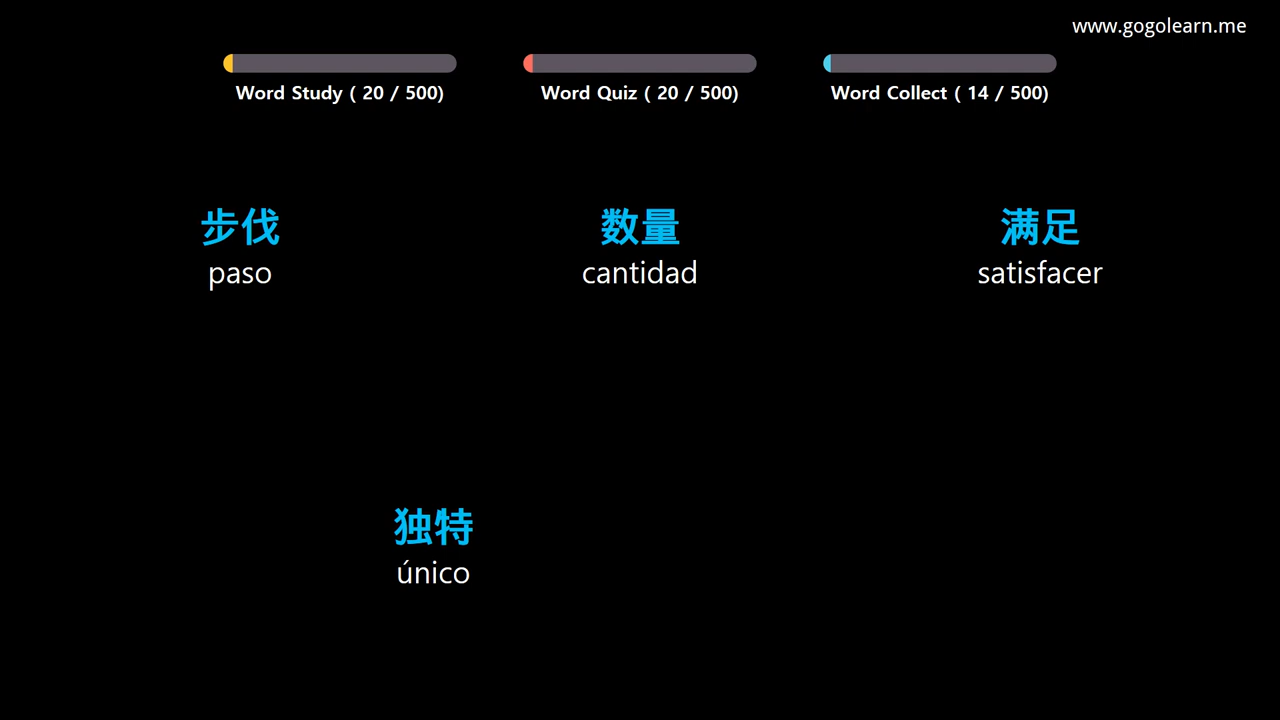 www.gogolearn.me
Word Study ( 20 / 500)
Word Quiz ( 20 / 500)
Word Collect ( 14 / 500)
步伐
paso
数量
cantidad
满足
satisfacer
独特
único